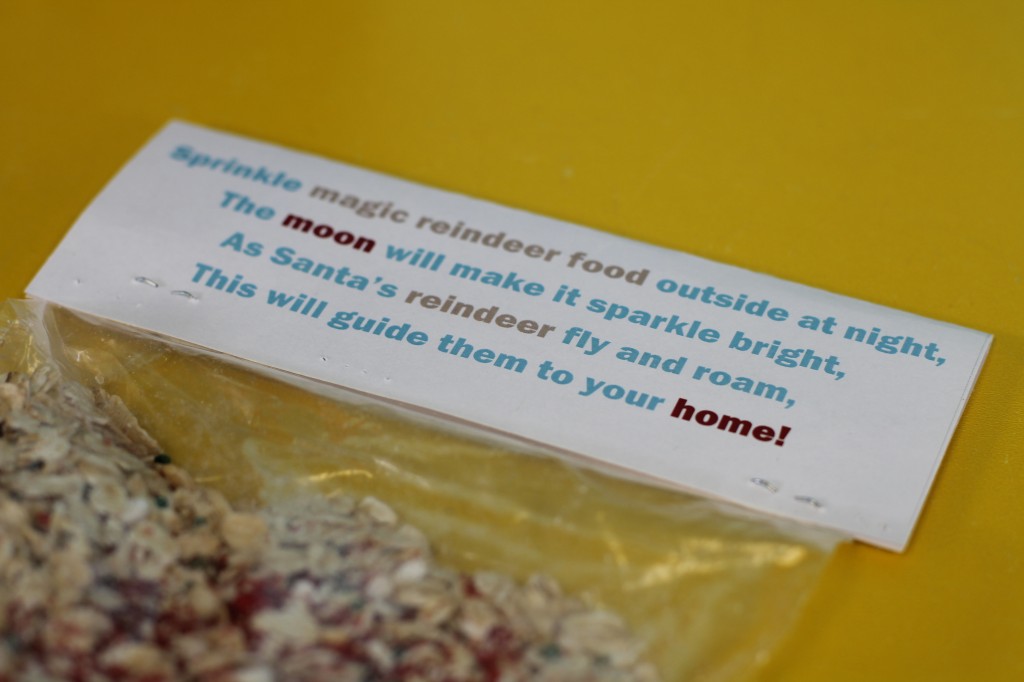 Sprinkle magic reindeer food outside at night,
The moon will make it sparkle bright,
As Santa's reindeer fly and roam,
This will guide them to your home!